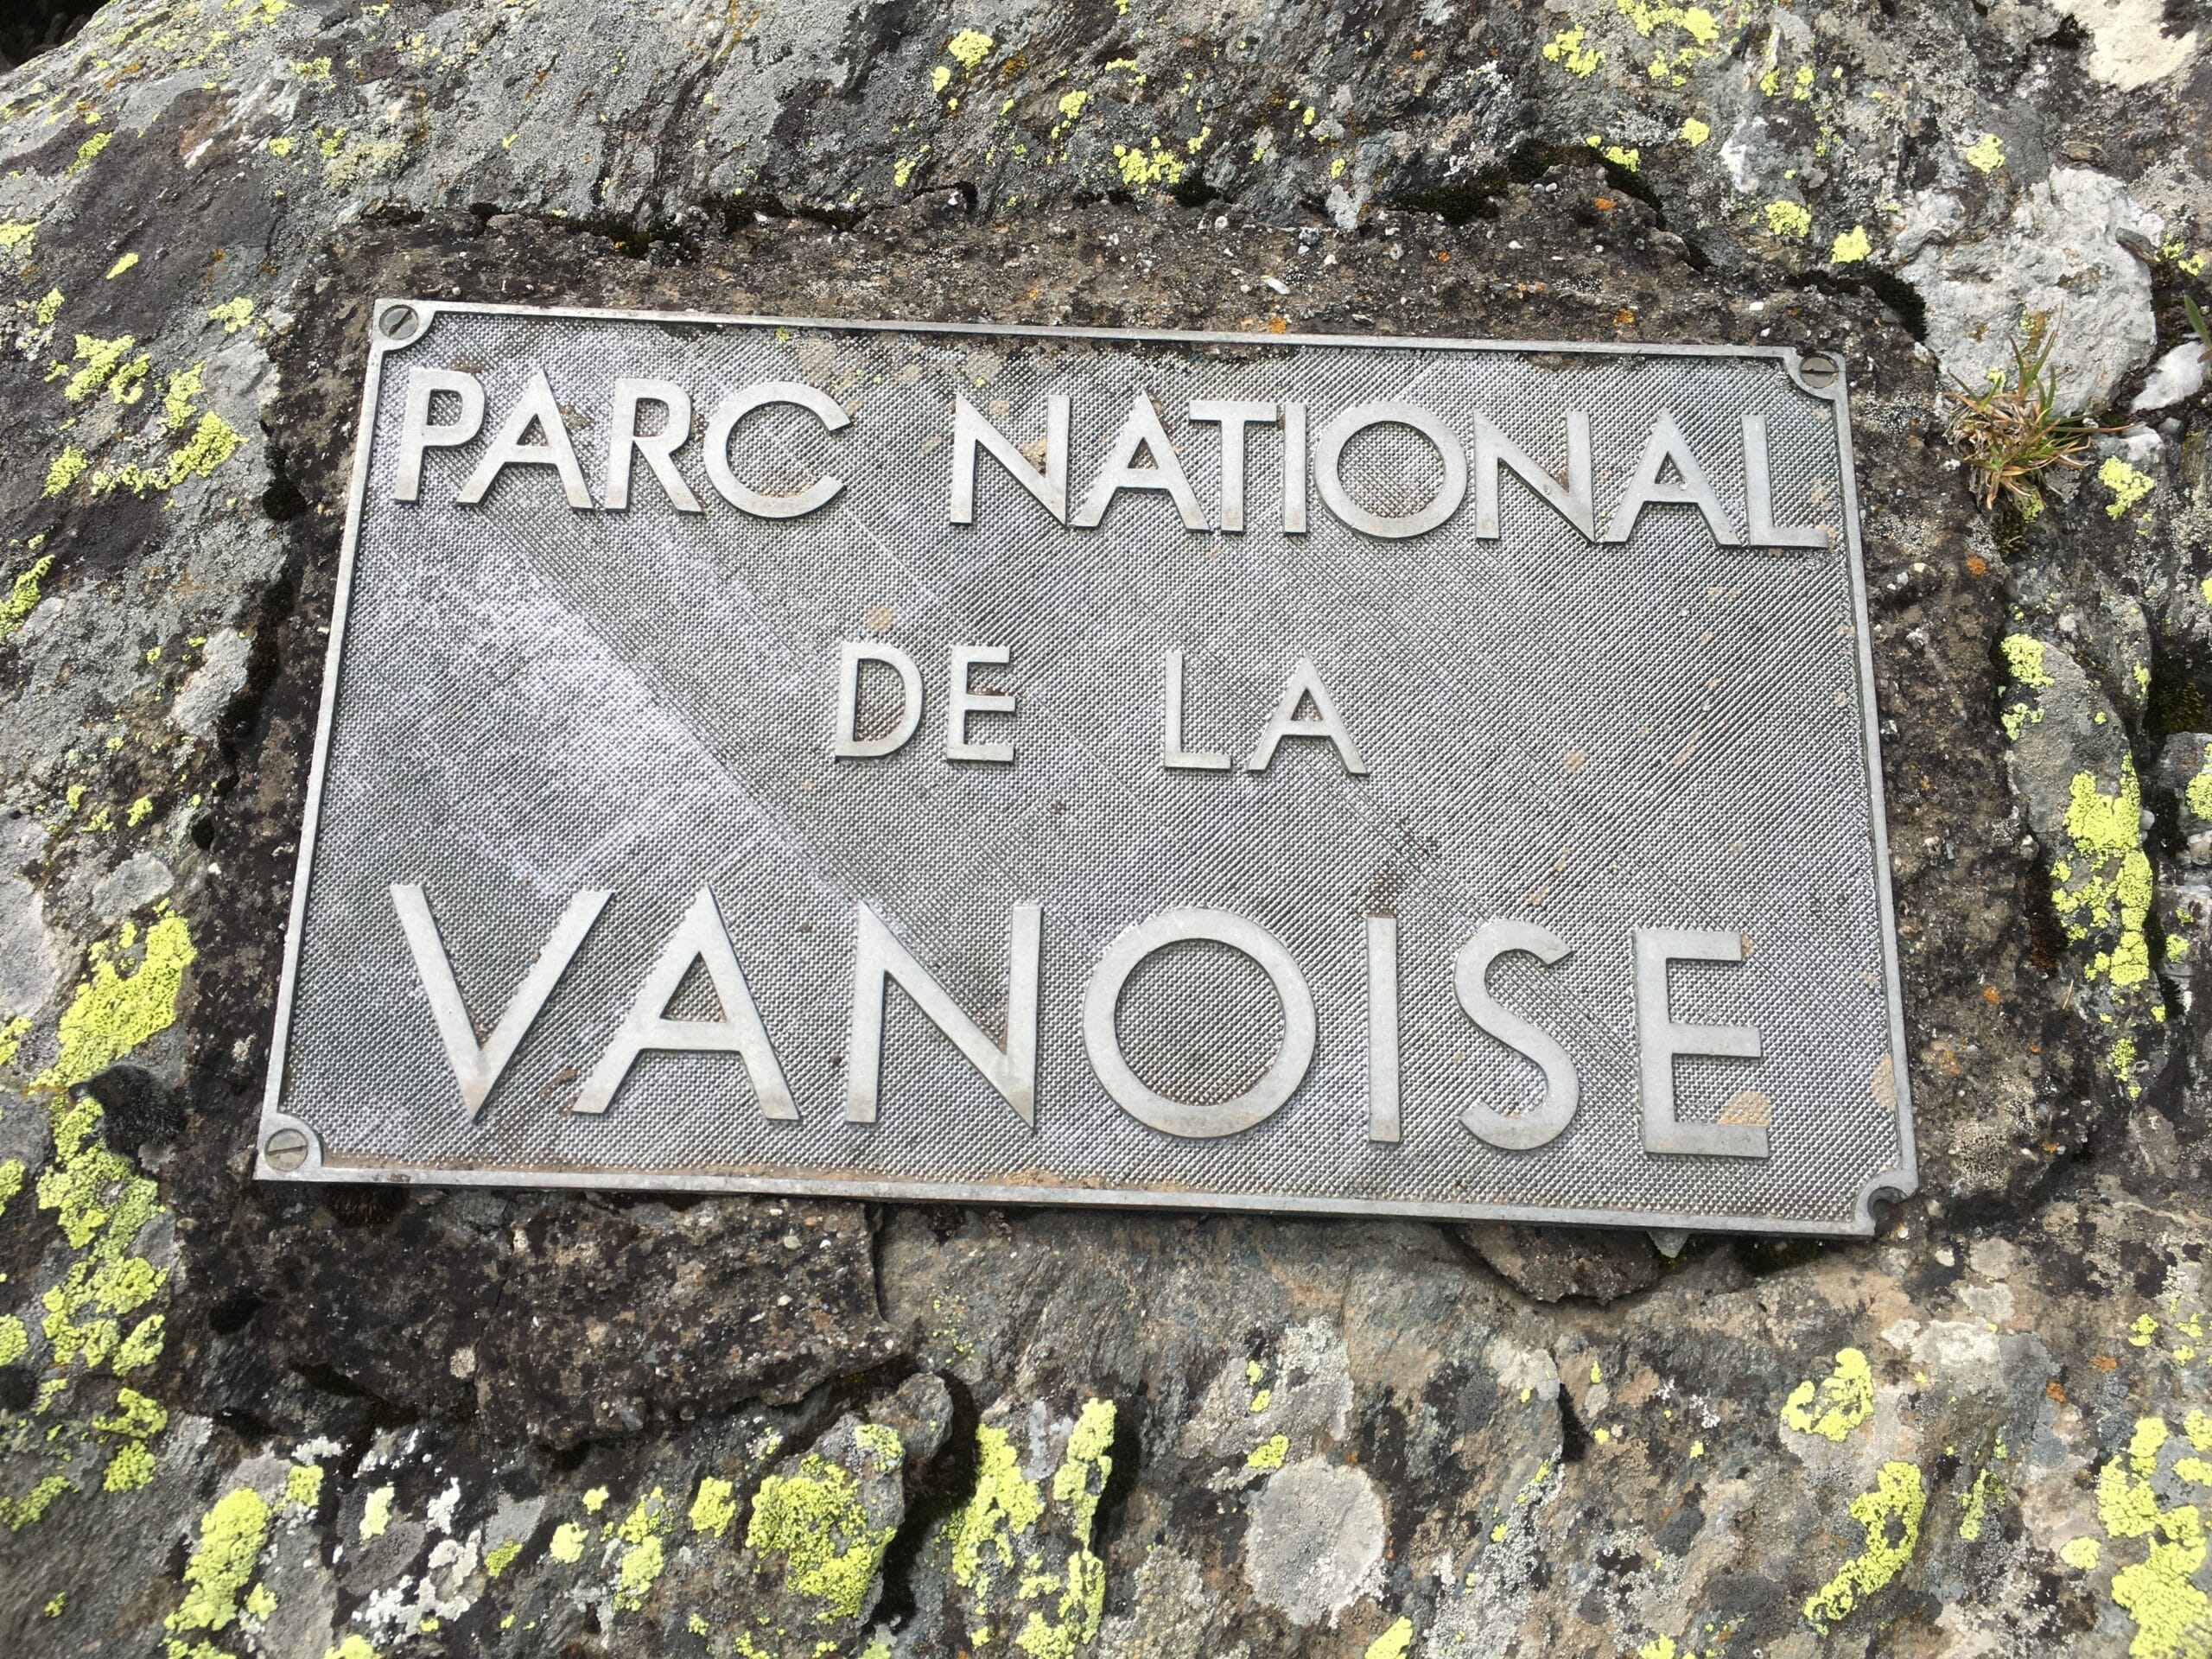 PARC NATIONAL
DE LA
VANOISE